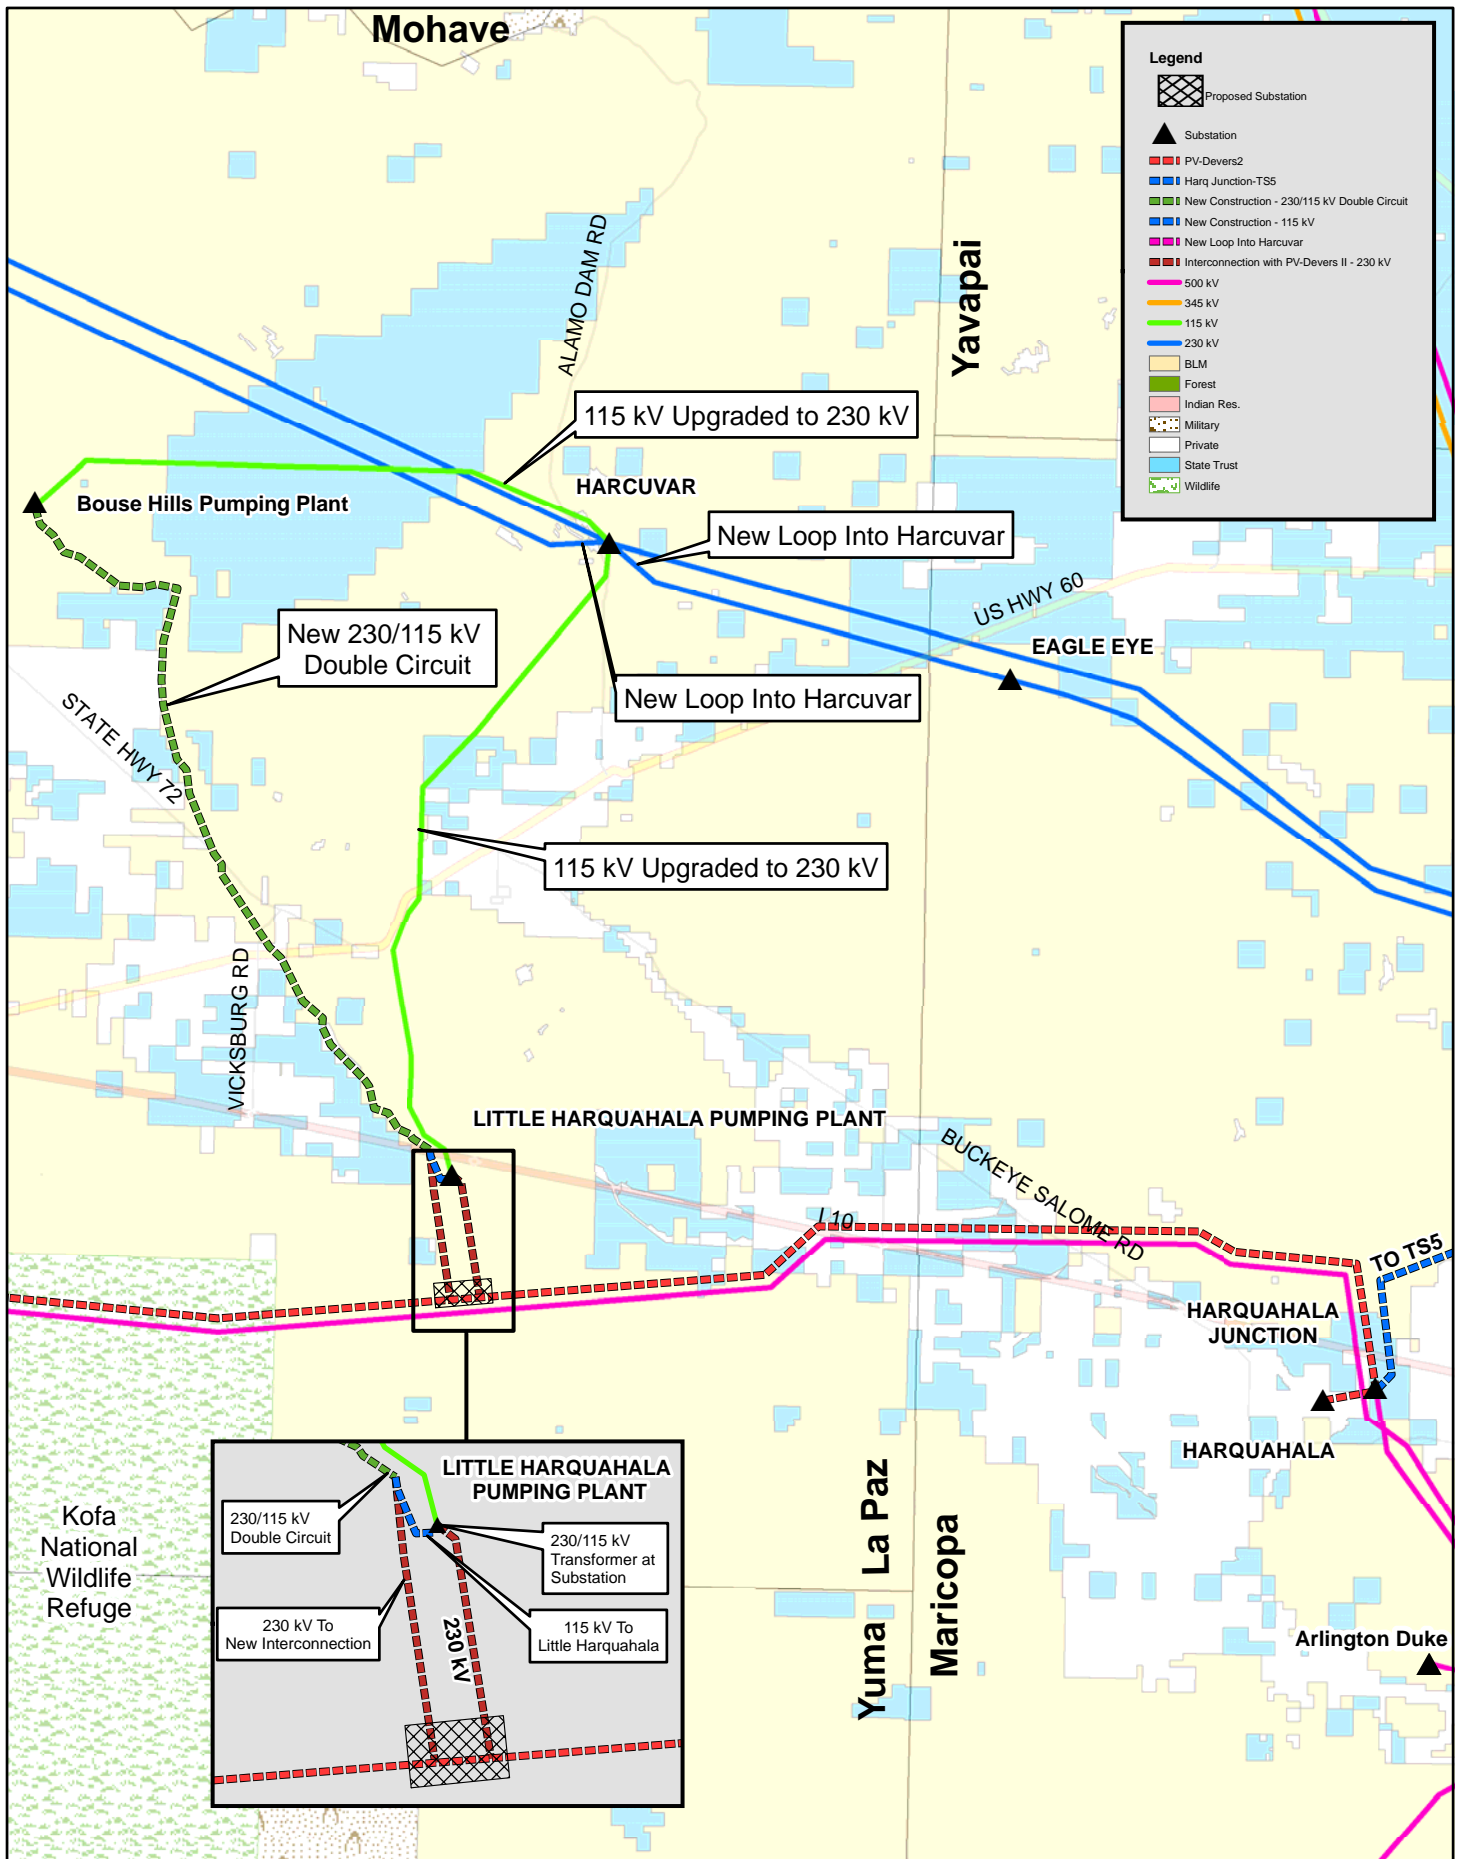 Mohave
Legend
Proposed Substation
Substation
PV-Devers2
Harq Junction-TS5
New Construction - 230/115 kV Double Circuit
New Construction - 115 kV
New Loop Into Harcuvar
Interconnection with PV-Devers II - 230 kV
500 kV
345 kV
115 kV
230 kV
BLM
Forest
Indian Res.
Military
Private
State Trust
Wildlife
ALAMO DAM RD
Yavapai
115 kV Upgraded to 230 kV
HARCUVAR
Bouse Hills Pumping Plant
New Loop Into Harcuvar
US HWY 60
New 230/115 kV
Double Circuit
EAGLE EYE
New Loop Into Harcuvar
STATE HWY 72
115 kV Upgraded to 230 kV
VICKSBURG RD
LITTLE HARQUAHALA PUMPING PLANT
BUCKEYE SALOME RD
I 10
TO TS5
HARQUAHALA
JUNCTION
HARQUAHALA
LITTLE HARQUAHALA
PUMPING PLANT
230/115 kV
Double Circuit
230/115 kV
Transformer at
Substation
230 kV To
New Interconnection
115 kV To
Little Harquahala
230 kV
Kofa
National
Wildlife
Refuge
La Paz
Yuma
Maricopa
Arlington Duke